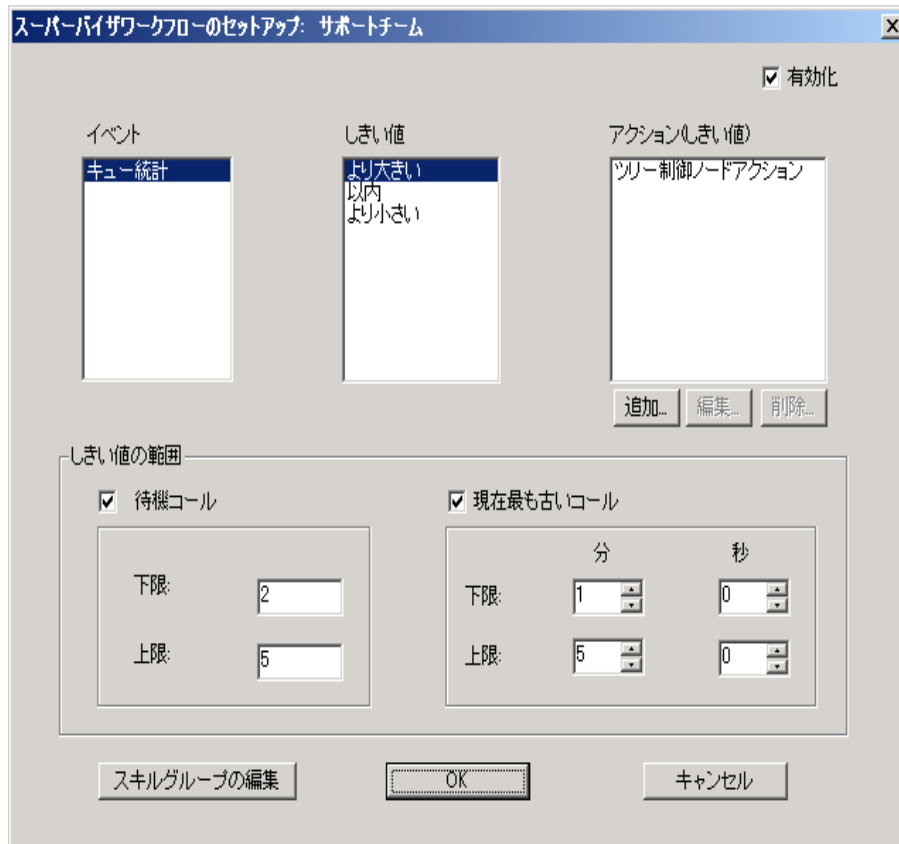 スーパーバイザワークフローのセットアップ: サポートチーム
有効化
イベント しきい値 アクション(しきい値)
キュー統計 より大きい ツリー制御ノードアクション
以内
より小さい
追加... 編集... 削除...
しきい値の範囲
待機コール 現在最も古いコール
分 秒
下限: 2 下限: 1 0
上限: 5 上限: 5 0
スキルグループの編集 OK キャンセル